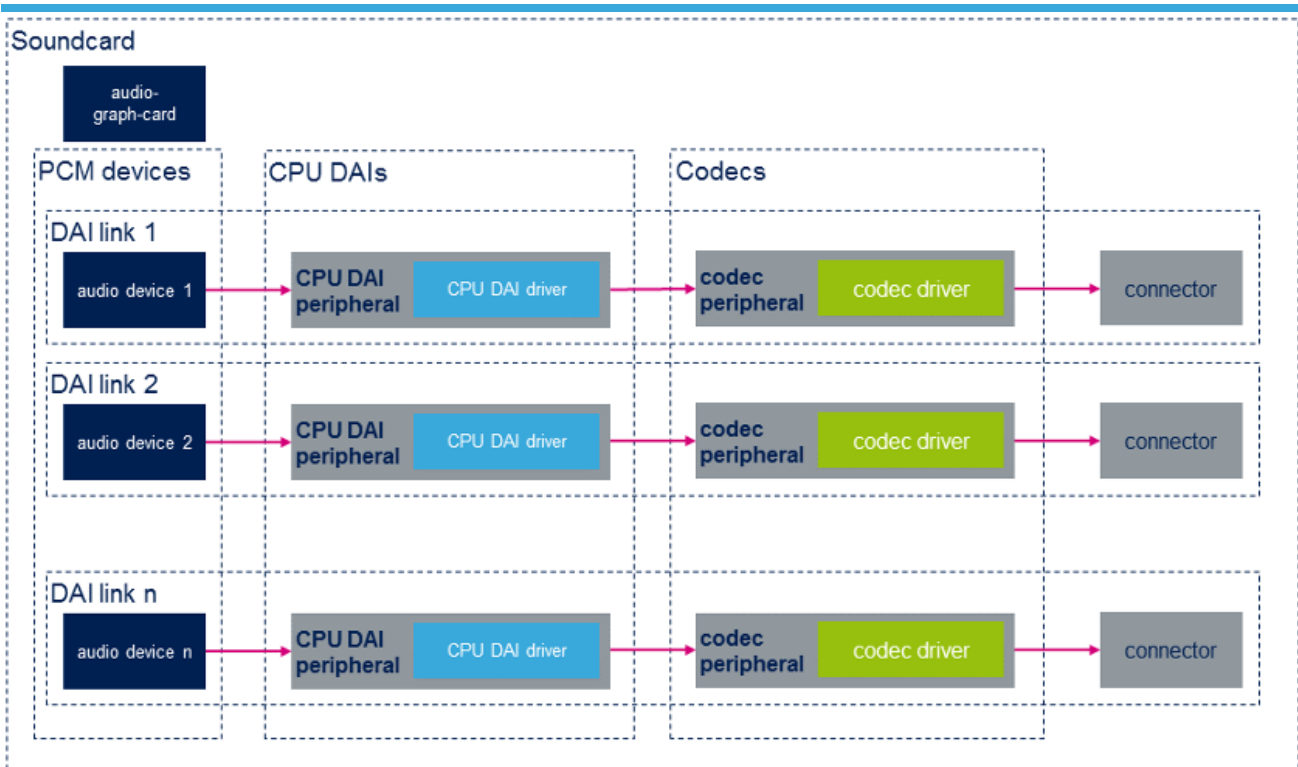 Soundcard
audio-
graph-card
PCM devices
CPU DAIs
Codecs
DAI link 1
audio device 1
CPU DAI
peripheral
CPU DAI driver
codec
peripheral
codec driver
connector
DAI link 2
audio device 2
CPU DAI
peripheral
CPU DAI driver
codec
peripheral
codec driver
connector
DAI link n
audio device n
CPU DAI
peripheral
CPU DAI driver
codec
peripheral
codec driver
connector